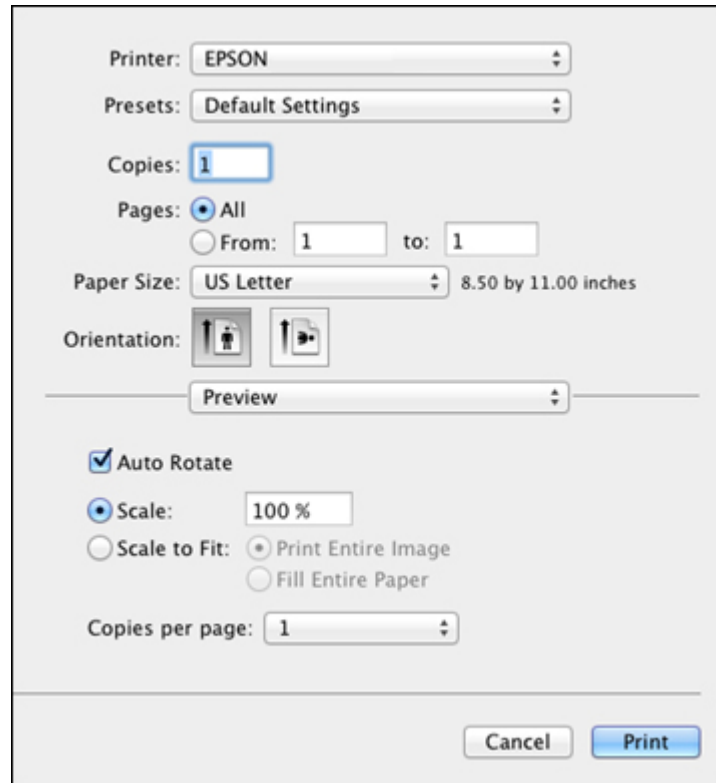 Printer: EPSON
Presets: Default Settings
Copies: 1
Pages: All
From: 1 to: 1
Paper Size: US Letter 8.50 by 11.00 inches
Orientation:
Preview
Auto Rotate
Scale: 100 %
Scale to Fit: Print Entire Image
Fill Entire Paper
Copies per page: 1
Cancel Print